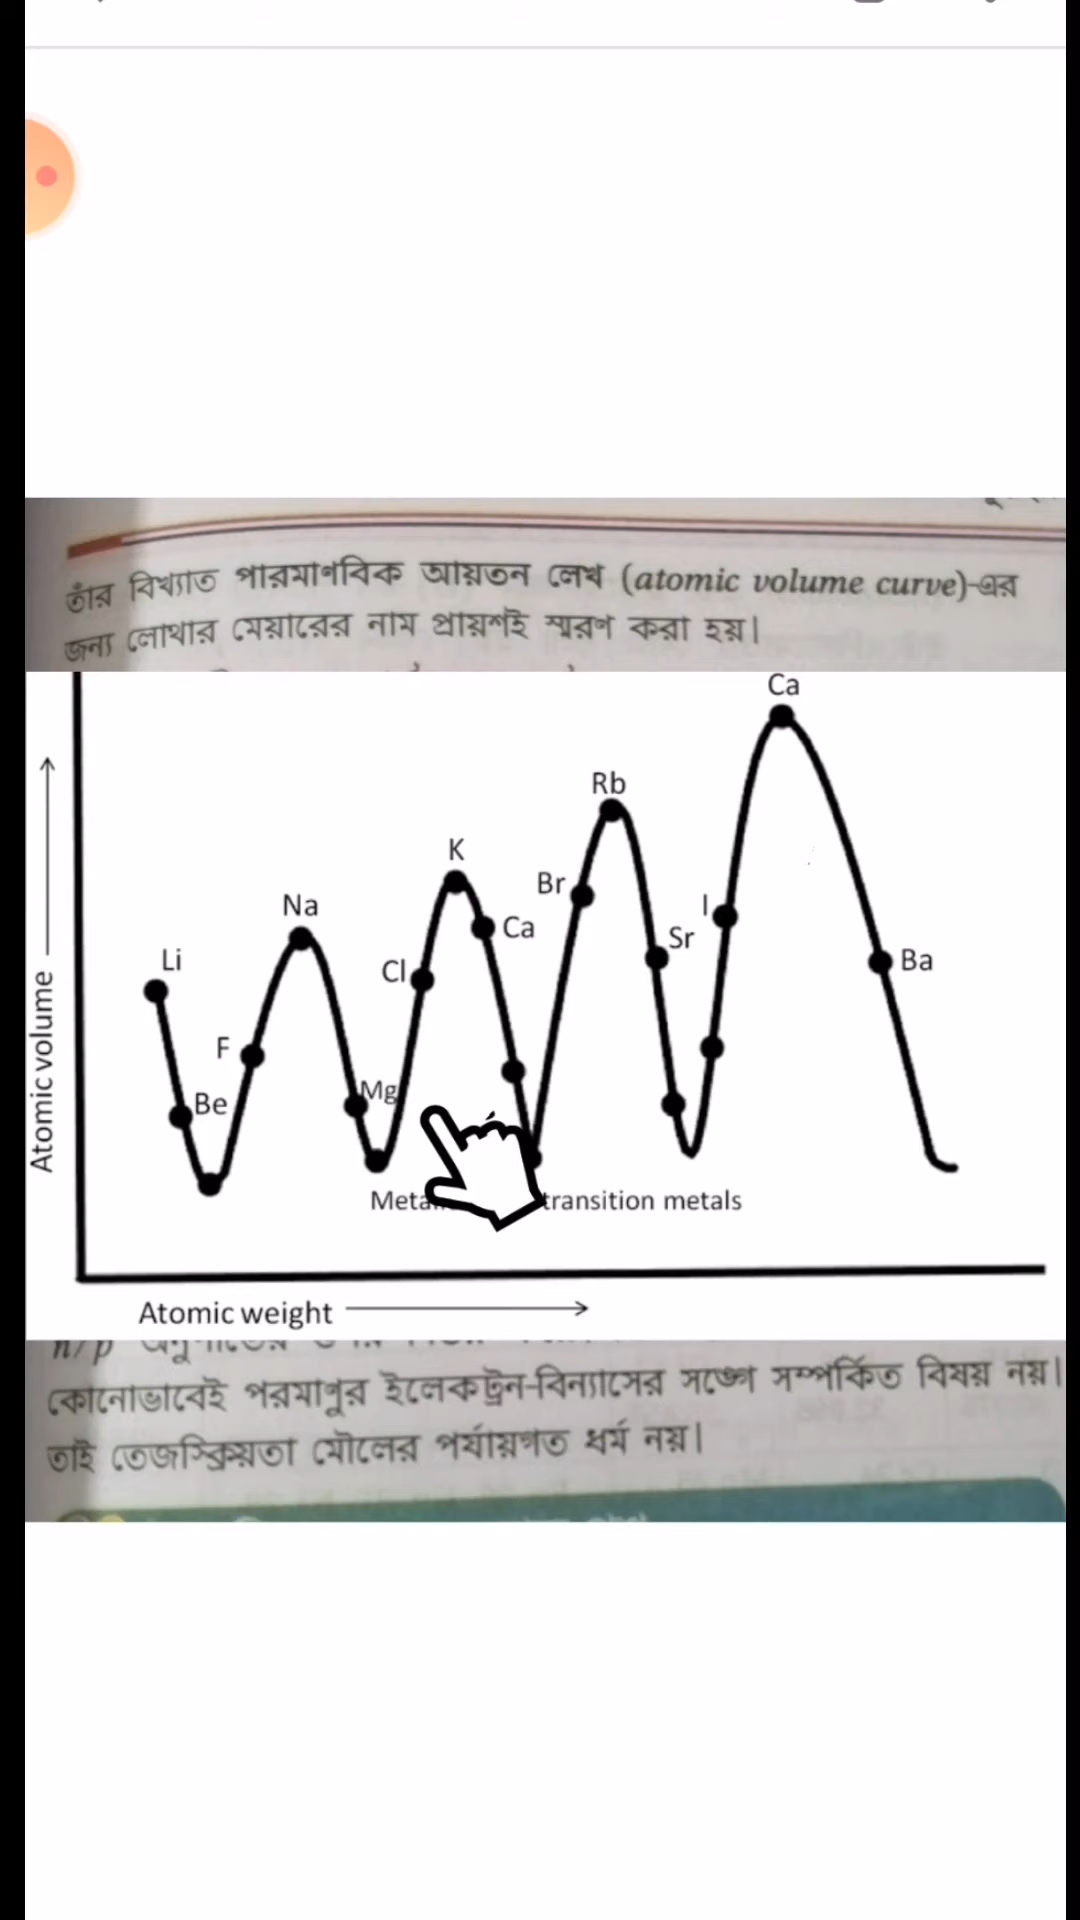 তাঁর বিখ্যাত পারমাণবিক আয়তন লেখ (atomic volume curve)-এর
জন্য লোথার মেয়ারের নাম প্রায়শই স্মরণ করা হয়।
Ca
Rb
K
Br
Na
I
Ca
Sr
Li
Cl
Ba
F
Mg
Be
transition metals
Atomic volume
Atomic weight
n/p
কোনোভাবেই পরমাণুর ইলেকট্রন-বিন্যাসের সঙ্গে সম্পর্কিত বিষয় নয়।
তাই তেজস্ক্রিয়তা মৌলের পর্যায়গত ধর্ম নয়।